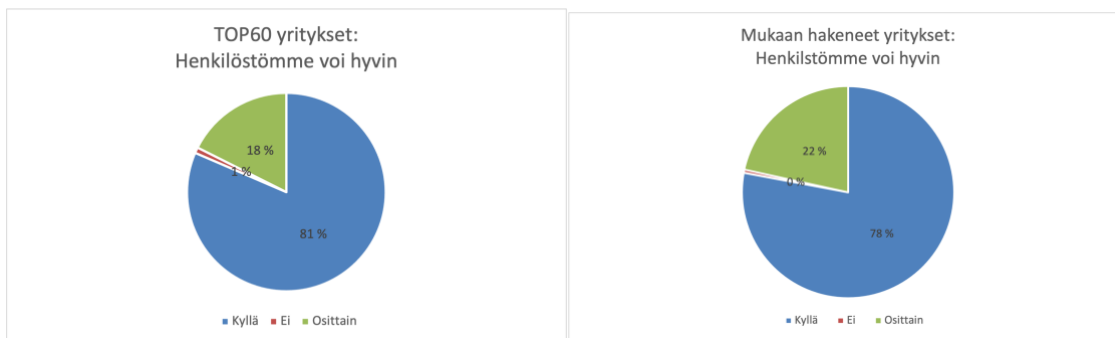 TOP60 yritykset:
Henkilöstömme voi hyvin
18 %
1 %
81 %
Kyllä Ei Osittain
Mukaan hakeneet yritykset:
Henkilstömme voi hyvin
22 %
0 %
78 %
Kyllä Ei Osittain